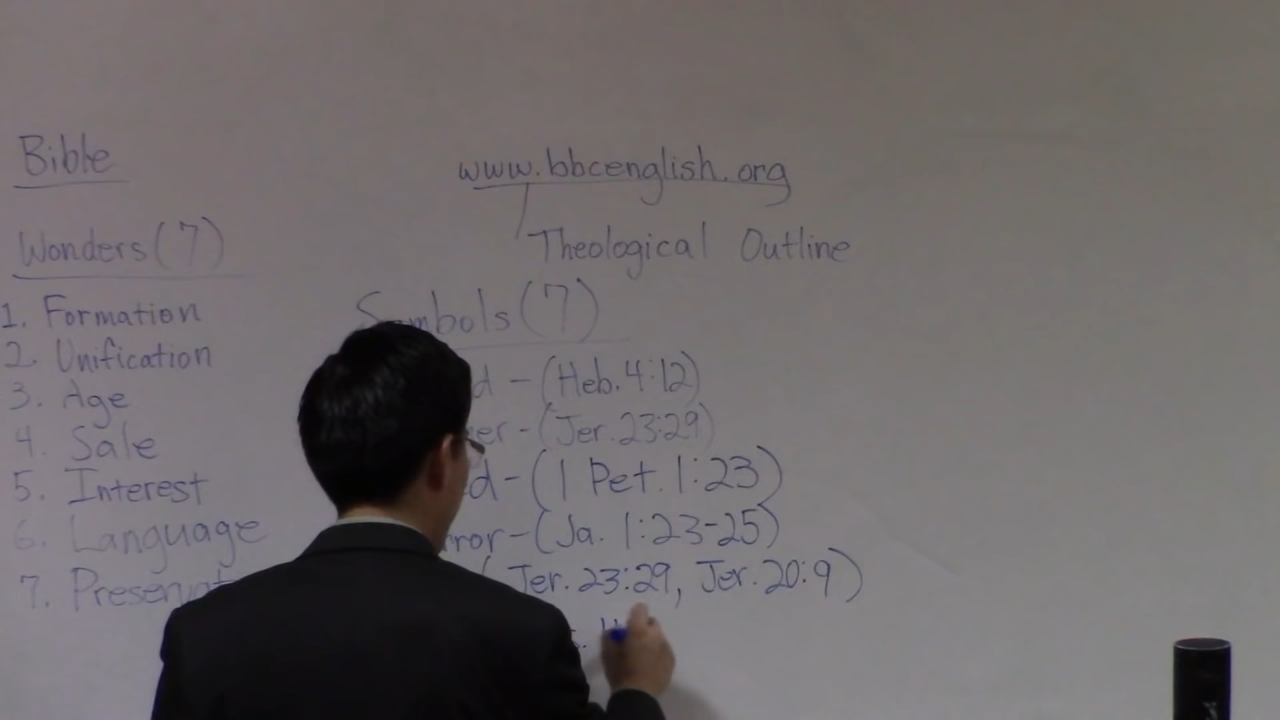 Bible
www.bbcenglish.org
Theological Outline
Wonders (7)
1. Formation
2. Unification
3. Age
4. Sale
5. Interest
6. Language
7.
Symbols (7)
- (Heb. 4:12)
- (Jer. 23:29)
- (1 Pet. 1:23)
- (Ja. 1:23-25)
(Jer. 23:29, Jer. 20:9)